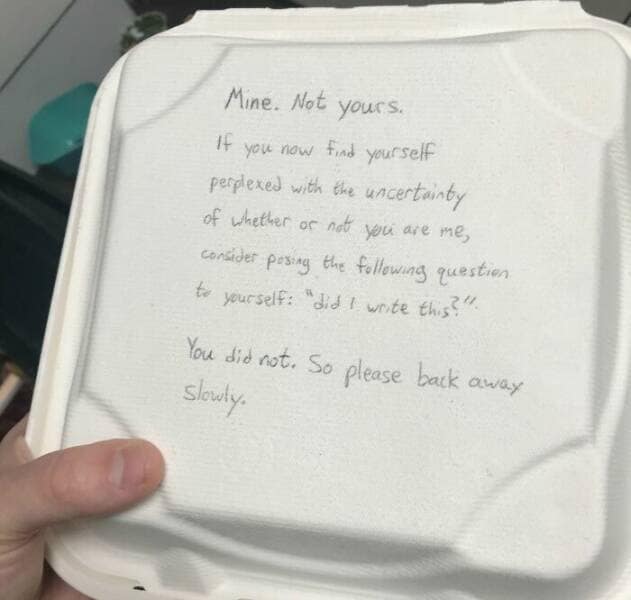 Mine. Not yours.
If you now find yourself
perplexed with the uncertainty
of whether or not you are me,
consider posing the following question
to yourself: "did I write this?".
You did not. So please back away
slowly.